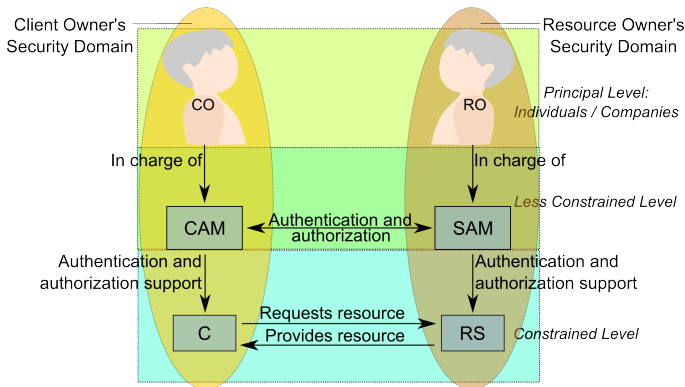 Client Owner's
Security Domain
Resource Owner's
Security Domain
CO
RO
Principal Level:
Individuals / Companies
In charge of
In charge of
Less Constrained Level
CAM
Authentication and
authorization
SAM
Authentication and
authorization support
Authentication and
authorization support
C
Requests resource
Provides resource
RS
Constrained Level